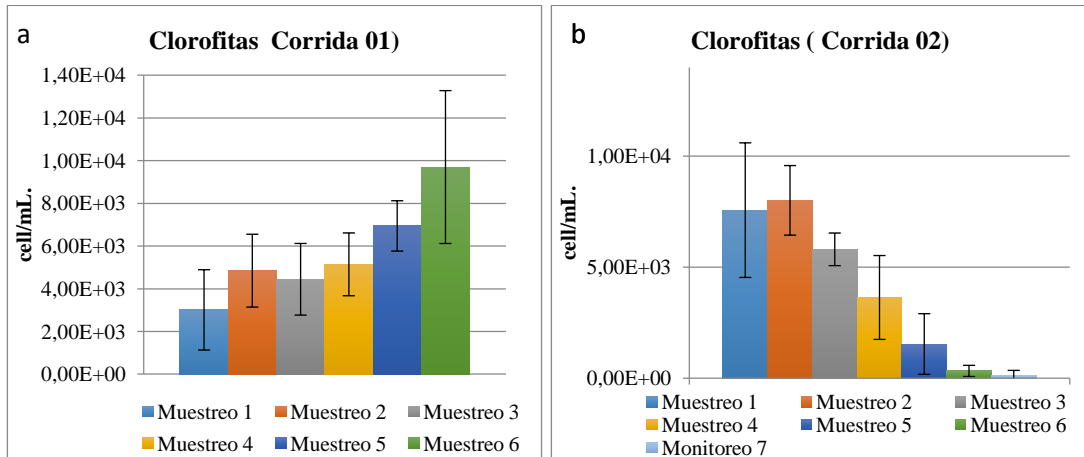 a
Clorofitas Corrida 01)
1,40E+04
1,20E+04
1,00E+04
8,00E+03
6,00E+03
4,00E+03
2,00E+03
0,00E+00
cell/mL.
Muestreo 1 Muestreo 2 Muestreo 3
Muestreo 4 Muestreo 5 Muestreo 6
b
Clorofitas ( Corrida 02)
1,00E+04
5,00E+03
0,00E+00
cell/mL.
Muestreo 1 Muestreo 2 Muestreo 3
Muestreo 4 Muestreo 5 Muestreo 6
Monitoreo 7